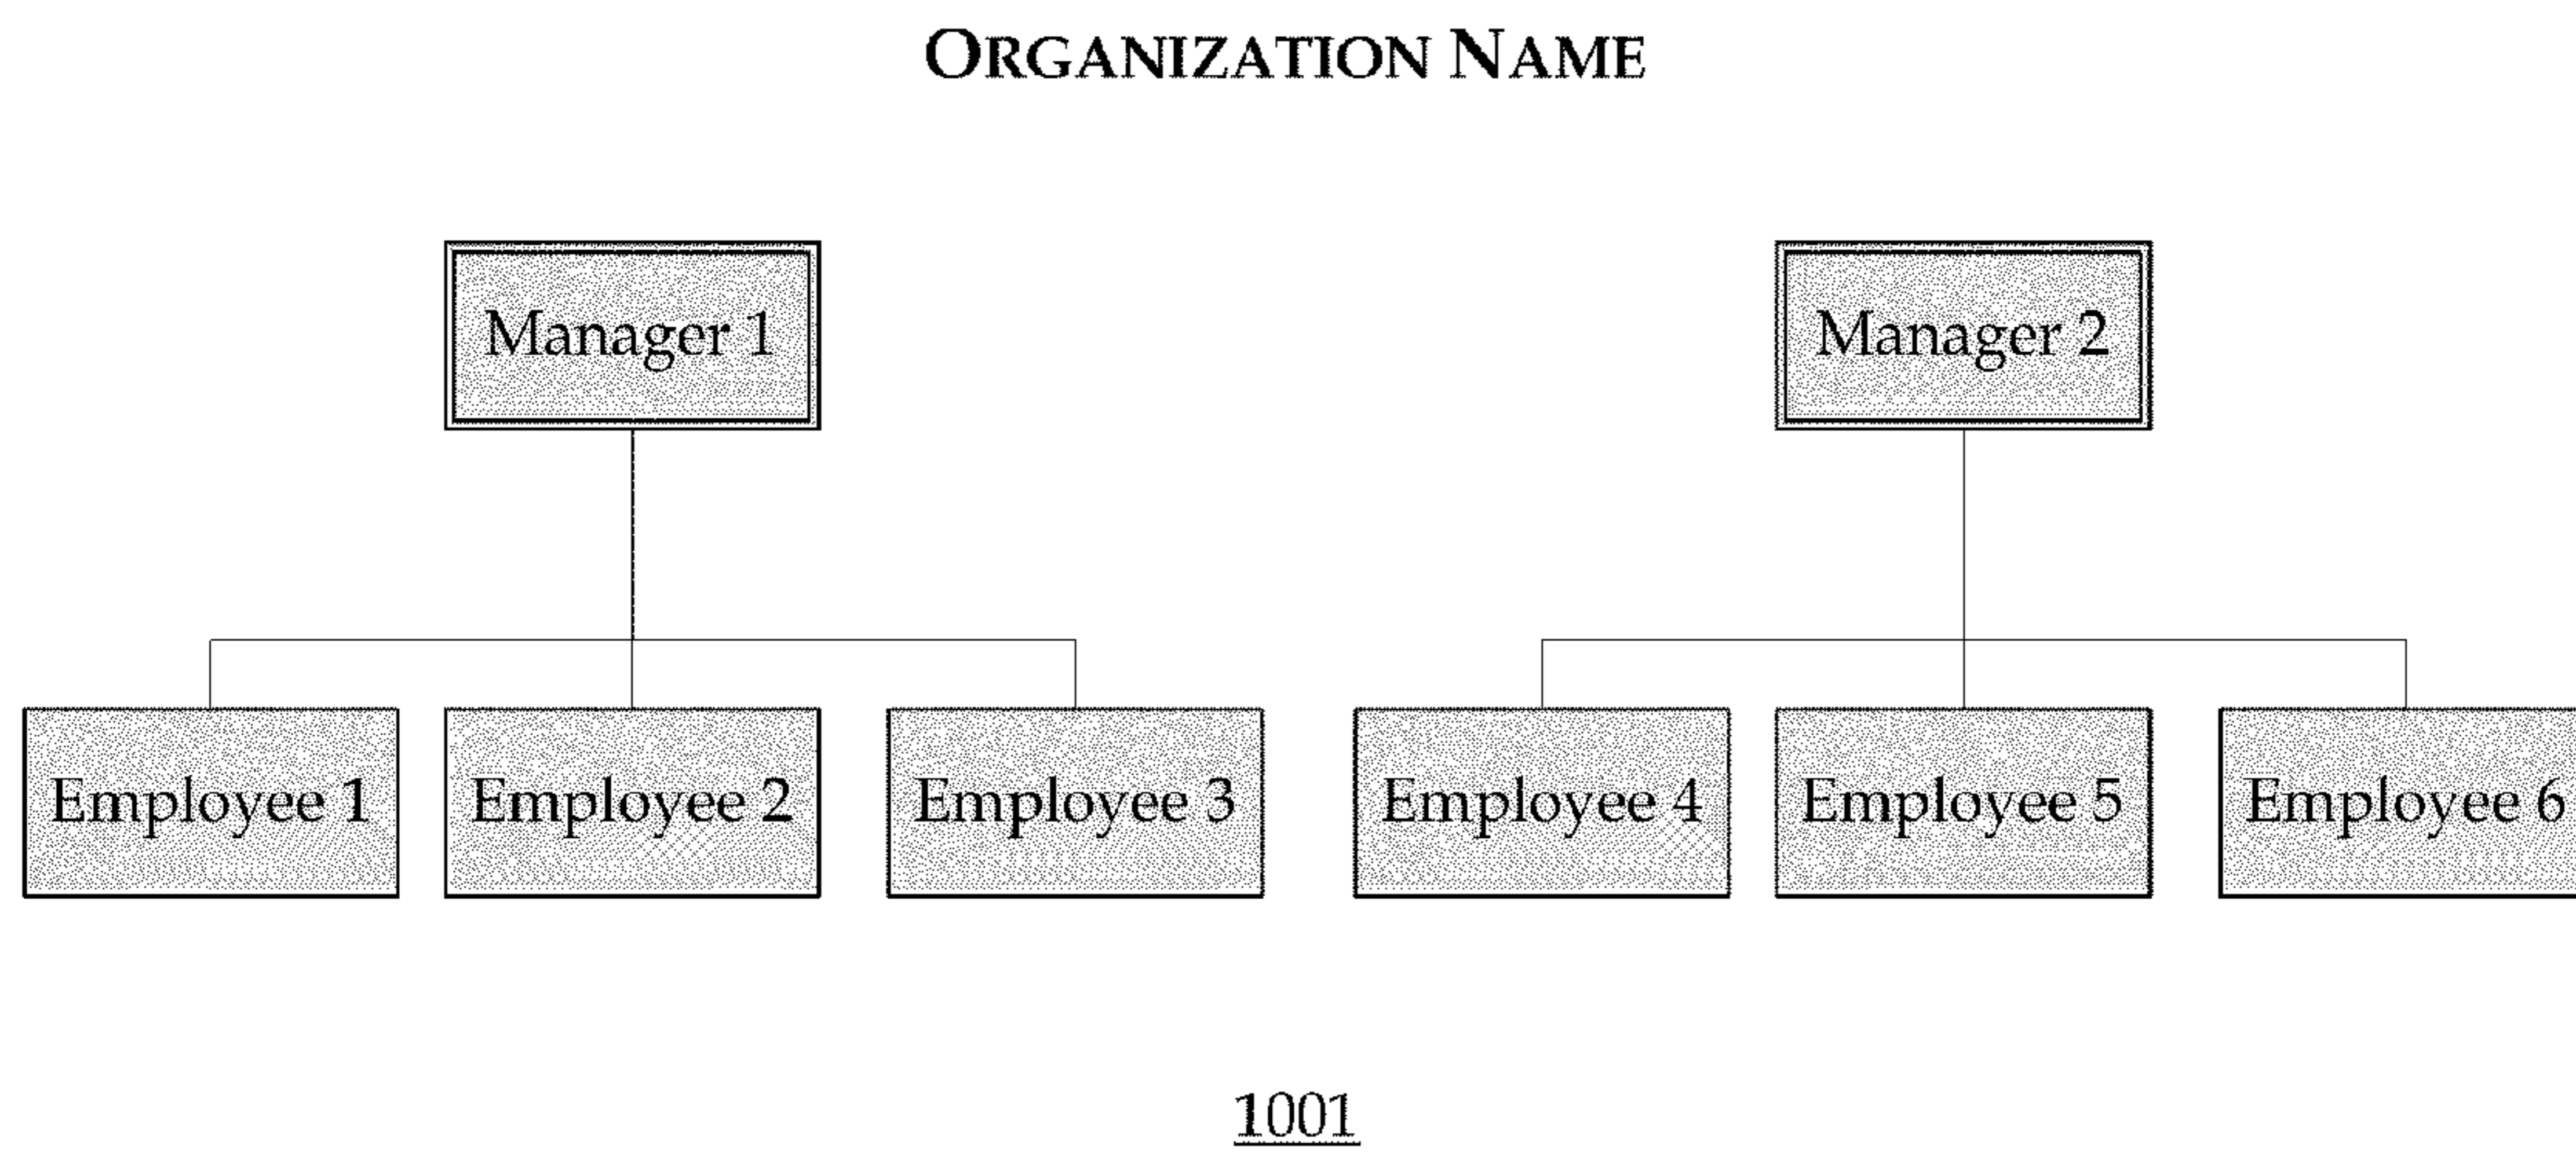 ORGANIZATION NAME
Manager 1
Manager 2
Employee 1
Employee 2
Employee 3
Employee 4
Employee 5
Employee 6
1001